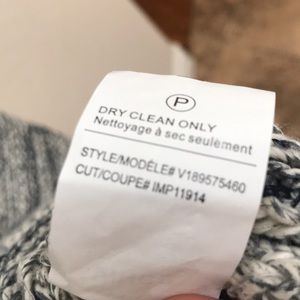 P
DRY CLEAN ONLY
Nettoyage à sec seulement
STYLE/MODÈLE# V189575460
CUT/COUPE# IMP11914